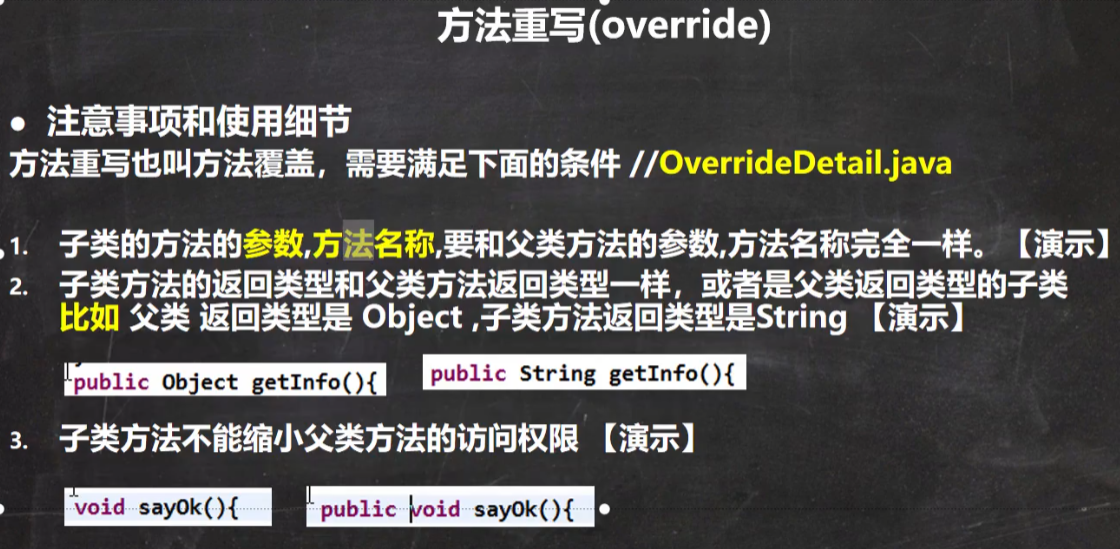 方法重写(override)
● 注意事项和使用细节
方法重写也叫方法覆盖，需要满足下面的条件 //OverrideDetail.java
1. 子类的方法的参数,方法名称,要和父类方法的参数,方法名称完全一样。【演示】
2. 子类方法的返回类型和父类方法返回类型一样，或者是父类返回类型的子类
比如 父类 返回类型是 Object ,子类方法返回类型是String 【演示】
public Object getInfo(){
public String getInfo(){
3. 子类方法不能缩小父类方法的访问权限 【演示】
void sayOk(){
public void sayOk(){